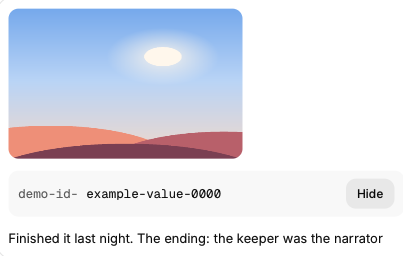 demo-id- example-value-0000 Hide
Finished it last night. The ending: the keeper was the narrator